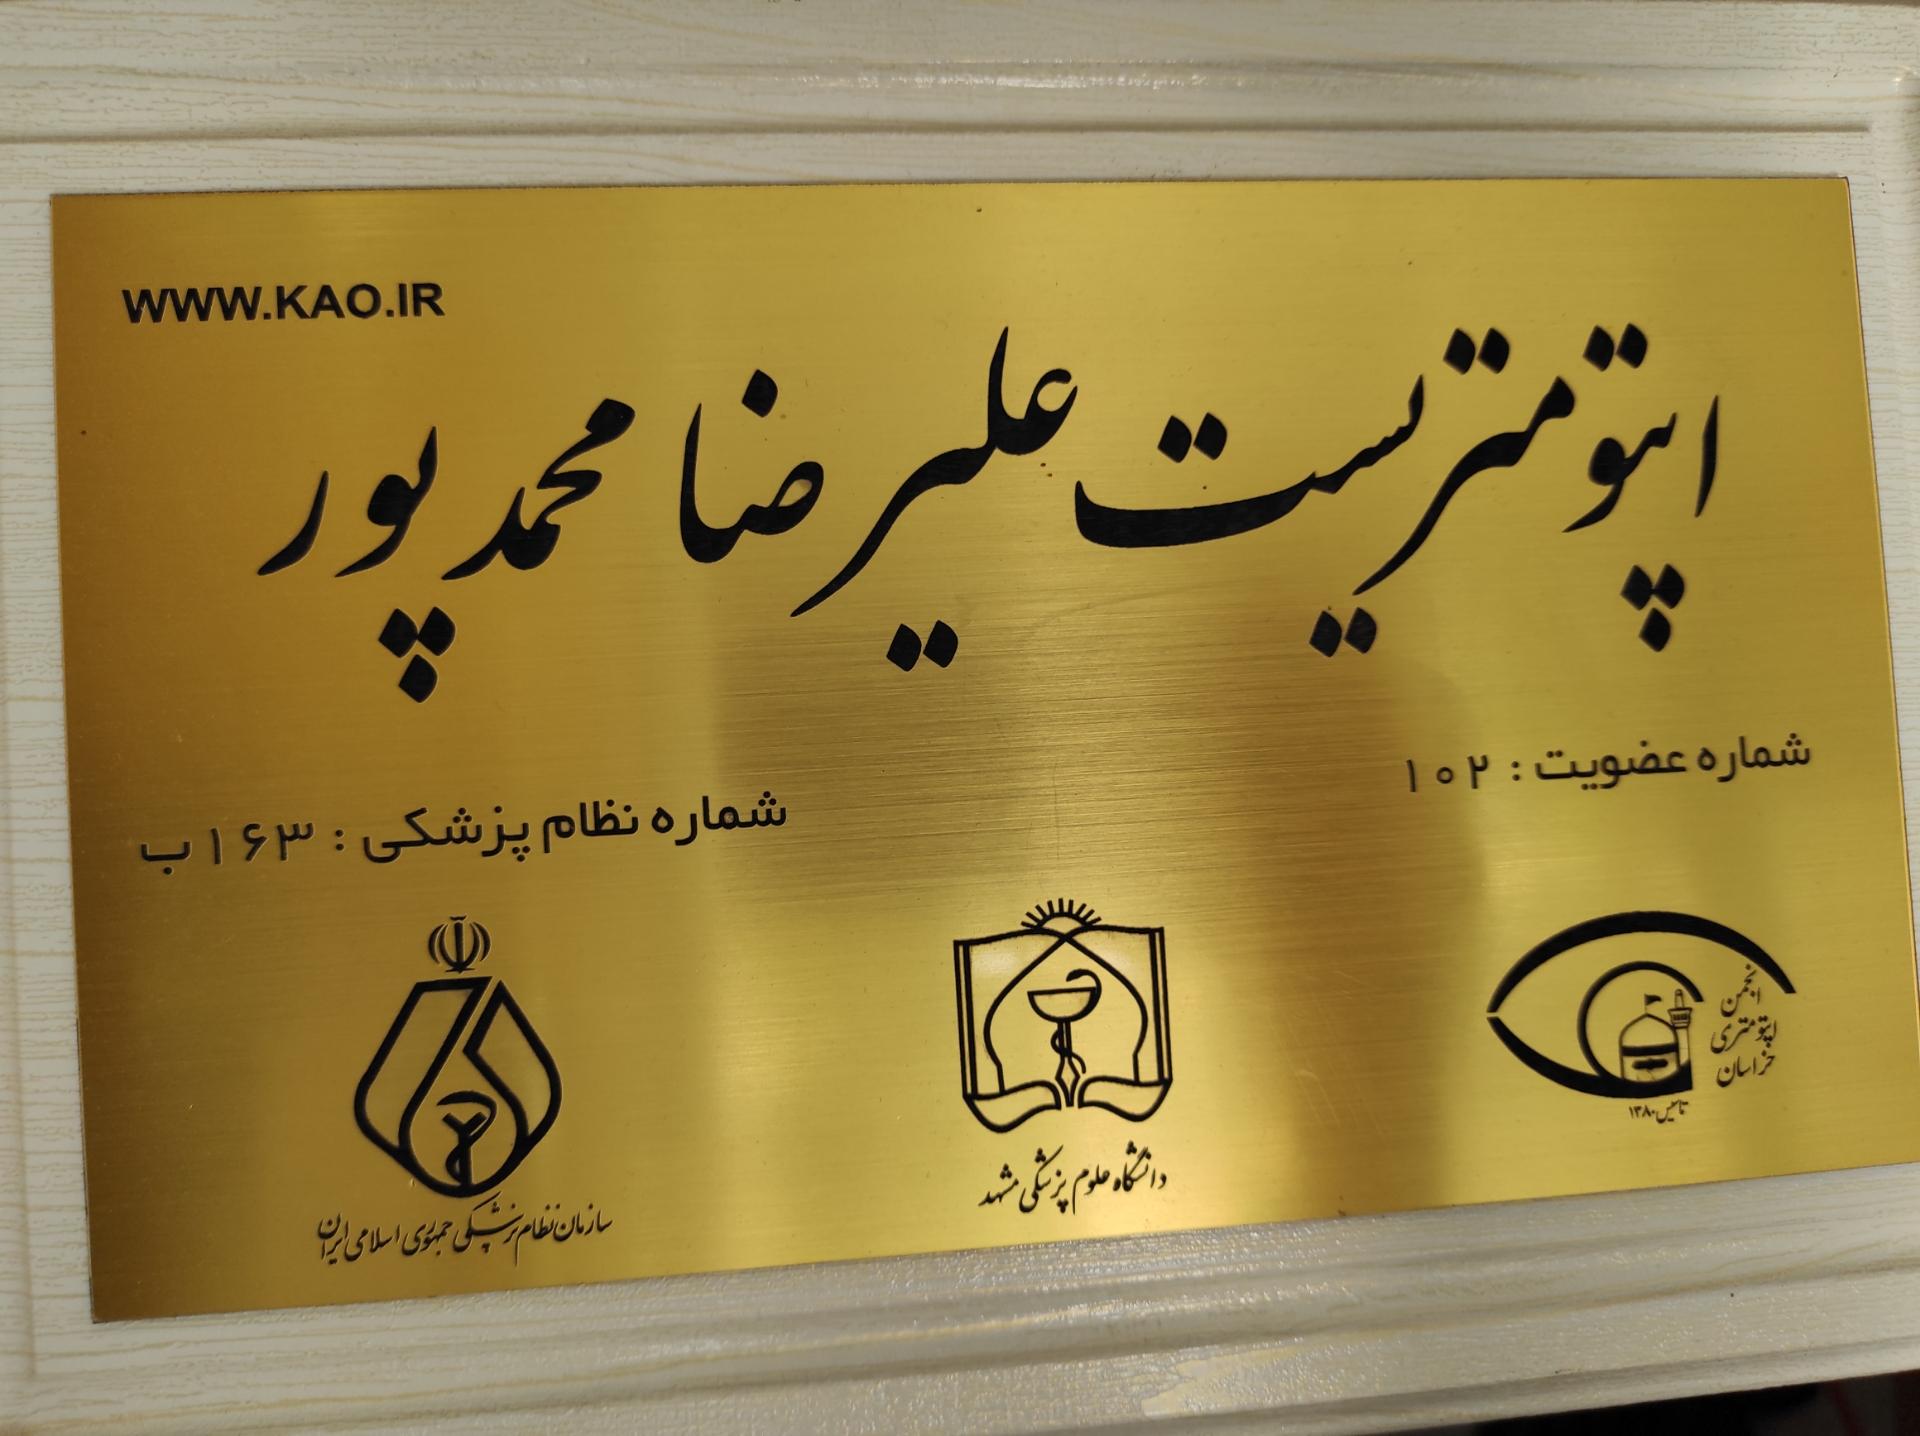 WWW.KAO.IR
اپتومتریست علیرضا محمدپور
شماره عضویت : ۱۰۲
شماره نظام پزشکی : ۱۶۳ب
انجمن
اپتومتری
خراسان
تاسیس ۱۳۸۰
دانشگاه علوم پزشکی مشهد
سازمان نظام پزشکی جمهوری اسلامی ایران